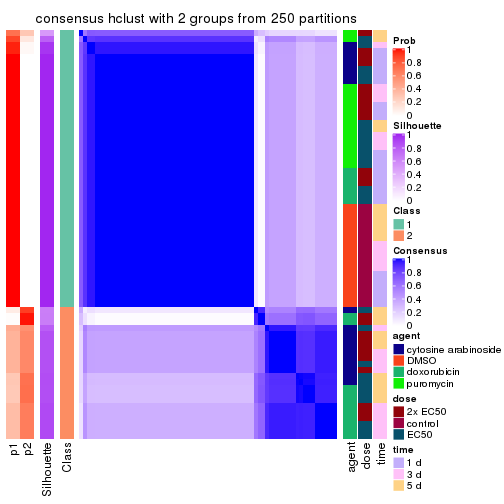 consensus hclust with 2 groups from 250 partitions
Prob
1
0.8
0.6
0.4
0.2
0
Silhouette
1
0.8
0.6
0.4
0.2
0
Class
1
2
Consensus
1
0.8
0.6
0.4
0.2
0
agent
cytosine arabinoside
DMSO
doxorubicin
puromycin
dose
2x EC50
control
EC50
time
1 d
3 d
5 d
p1
p2
Silhouette
Class
agent
dose
time